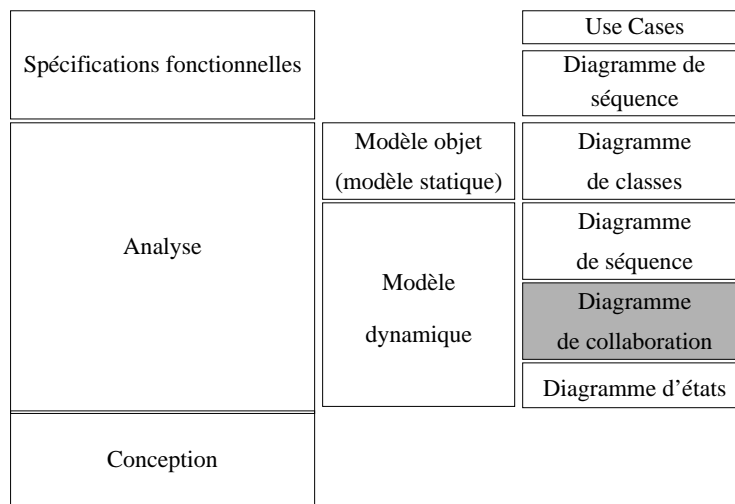 Use Cases
Spécifications fonctionnelles
Diagramme de
séquence
Modèle objet
(modèle statique)
Diagramme
de classes
Analyse
Modèle
dynamique
Diagramme
de séquence
Diagramme
de collaboration
Diagramme d’états
Conception